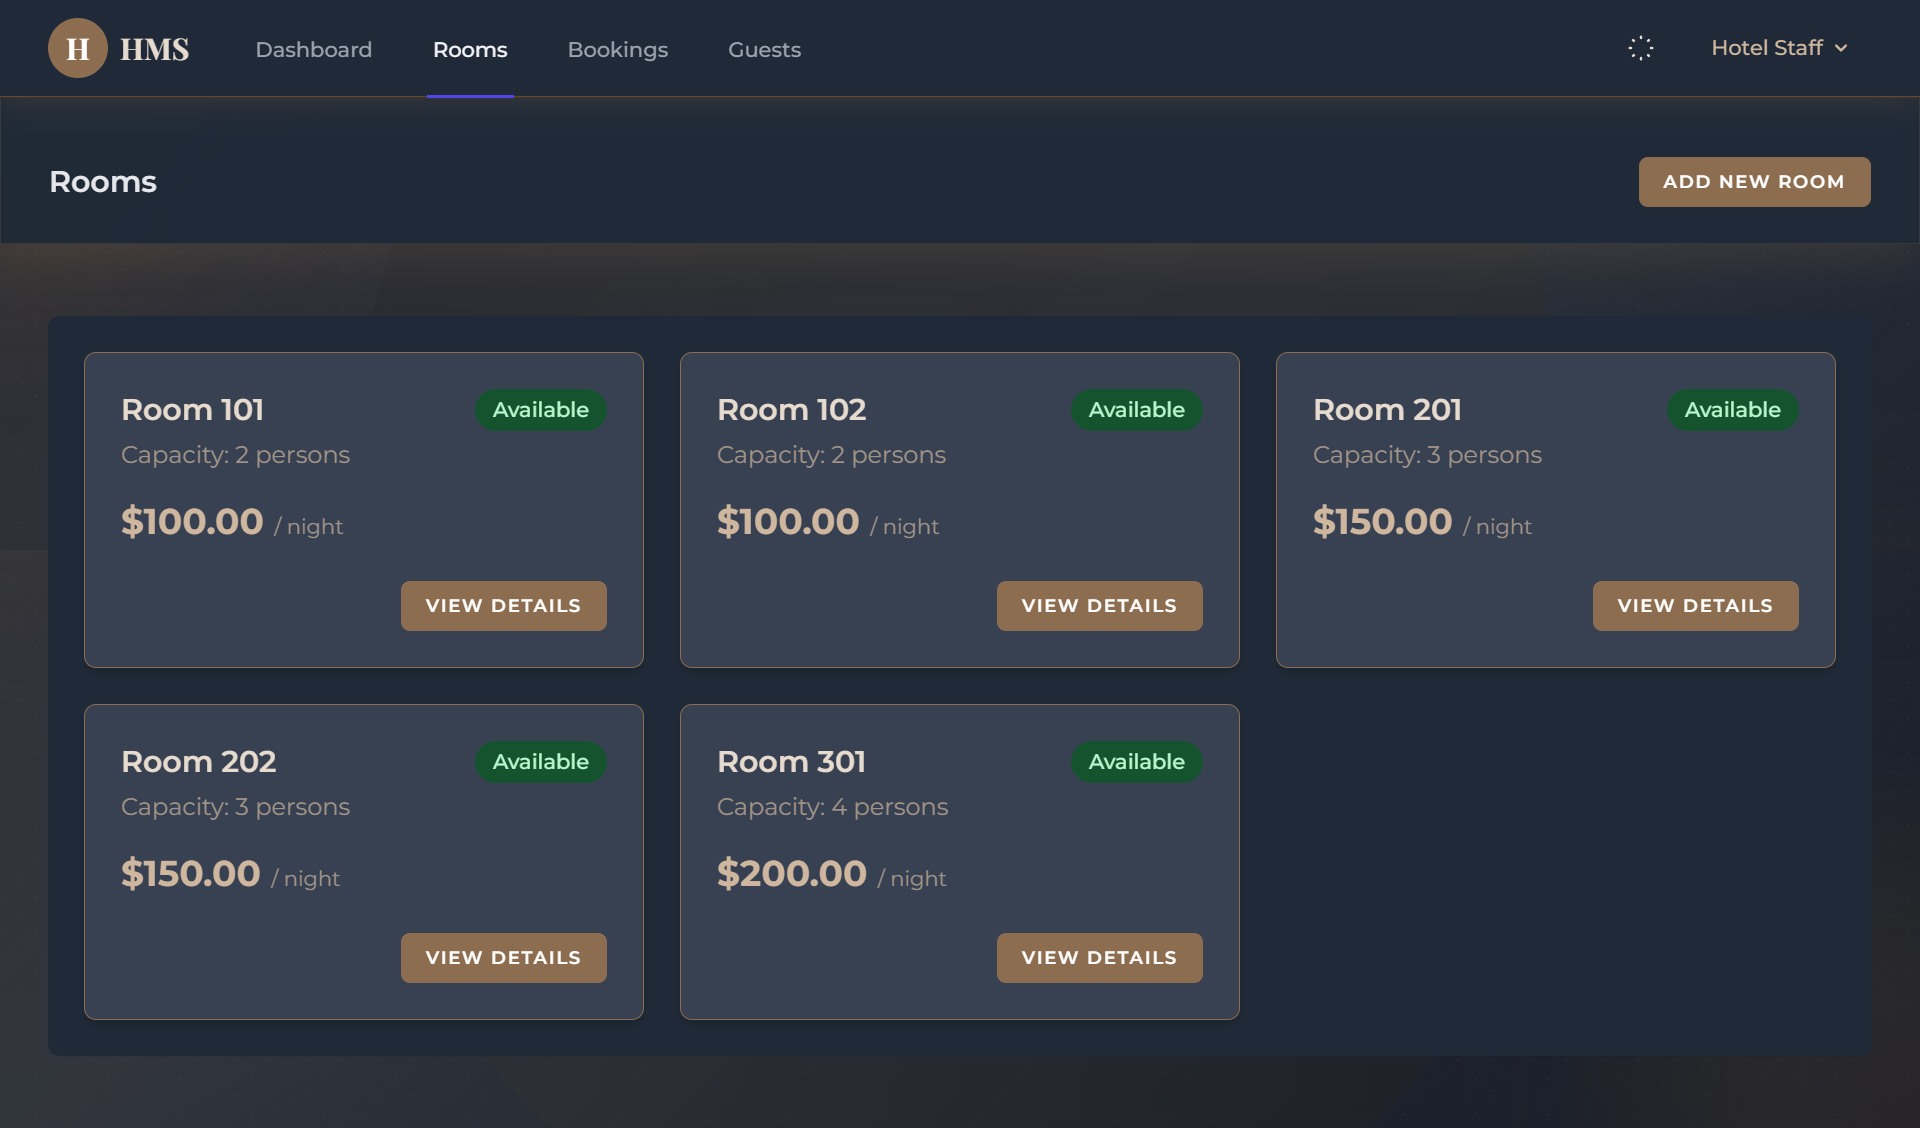 H HMS Dashboard Rooms Bookings Guests Hotel Staff
Rooms ADD NEW ROOM
Room 101 Available
Capacity: 2 persons
$100.00 / night
VIEW DETAILS
Room 102 Available
Capacity: 2 persons
$100.00 / night
VIEW DETAILS
Room 201 Available
Capacity: 3 persons
$150.00 / night
VIEW DETAILS
Room 202 Available
Capacity: 3 persons
$150.00 / night
VIEW DETAILS
Room 301 Available
Capacity: 4 persons
$200.00 / night
VIEW DETAILS